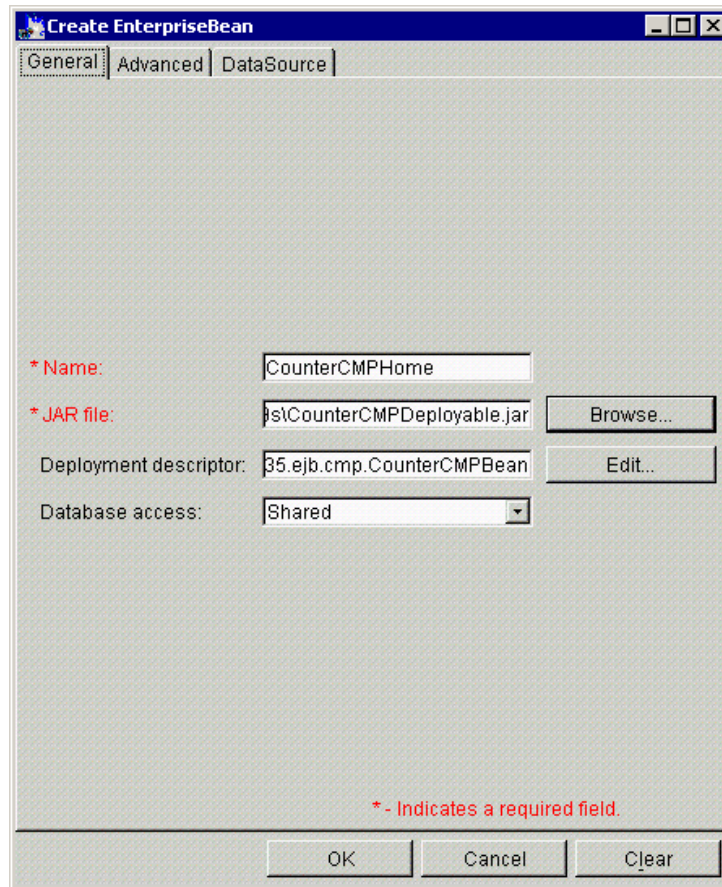 Create EnterpriseBean
General Advanced DataSource
* Name: CounterCMPHome
* JAR file: s\CounterCMPDeployable.jar Browse...
Deployment descriptor: 35.ejb.cmp.CounterCMPBean Edit...
Database access: Shared
* - Indicates a required field.
OK Cancel Clear